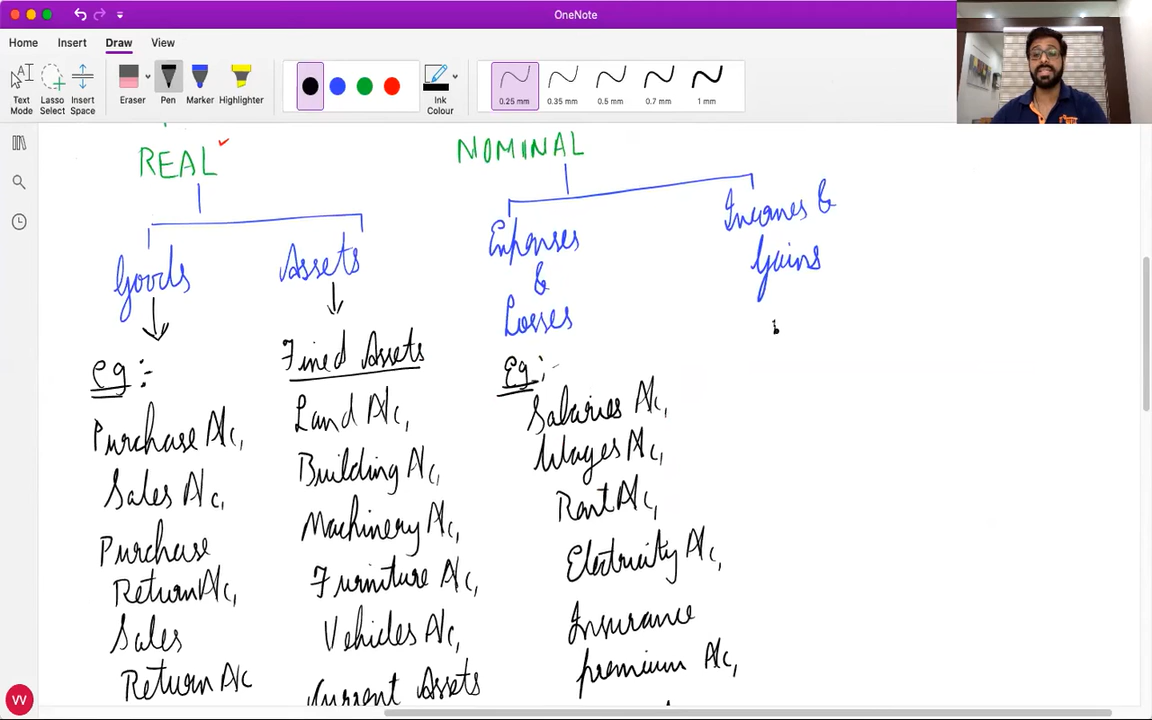 OneNote
Home Insert Draw View
Text Mode
Lasso Select
Insert Space
Eraser
Pen
Marker
Highlighter
Ink Colour
0.25 mm
0.35 mm
0.5 mm
0.7 mm
1 mm
REAL
Goods
eg :-
Purchase A/c,
Sales A/c,
Purchase
Return A/c,
Sales
Return A/c
Assets
Fixed Assets
Land A/c,
Building A/c,
Machinery A/c,
Furniture A/c,
Vehicles A/c,
Current Assets
NOMINAL
Expenses
&
Losses
Eg :-
Salaries A/c,
Wages A/c,
Rent A/c,
Electricity A/c,
Insurance
premium A/c,
Incomes &
Gains
VV